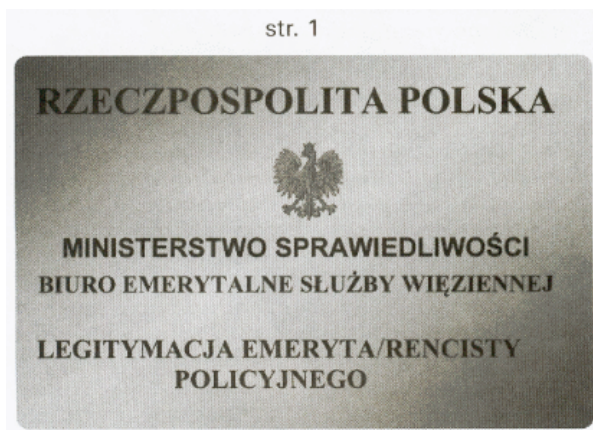 str. 1
RZECZPOSPOLITA POLSKA
MINISTERSTWO SPRAWIEDLIWOŚCI
BIURO EMERYTALNE SŁUŻBY WIĘZIENNEJ
LEGITYMACJA EMERYTA/RENCISTY
POLICYJNEGO